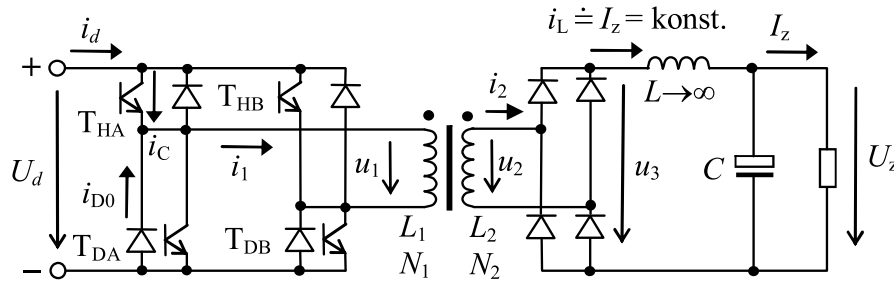 i_d
i_L ≐ I_z = konst.
I_z
+
T_HA
T_HB
i_2
L→∞
i_C
i_1
u_1
u_2
u_3
C
U_z
U_d
i_D0
T_DA
T_DB
L_1
L_2
N_1
N_2
−